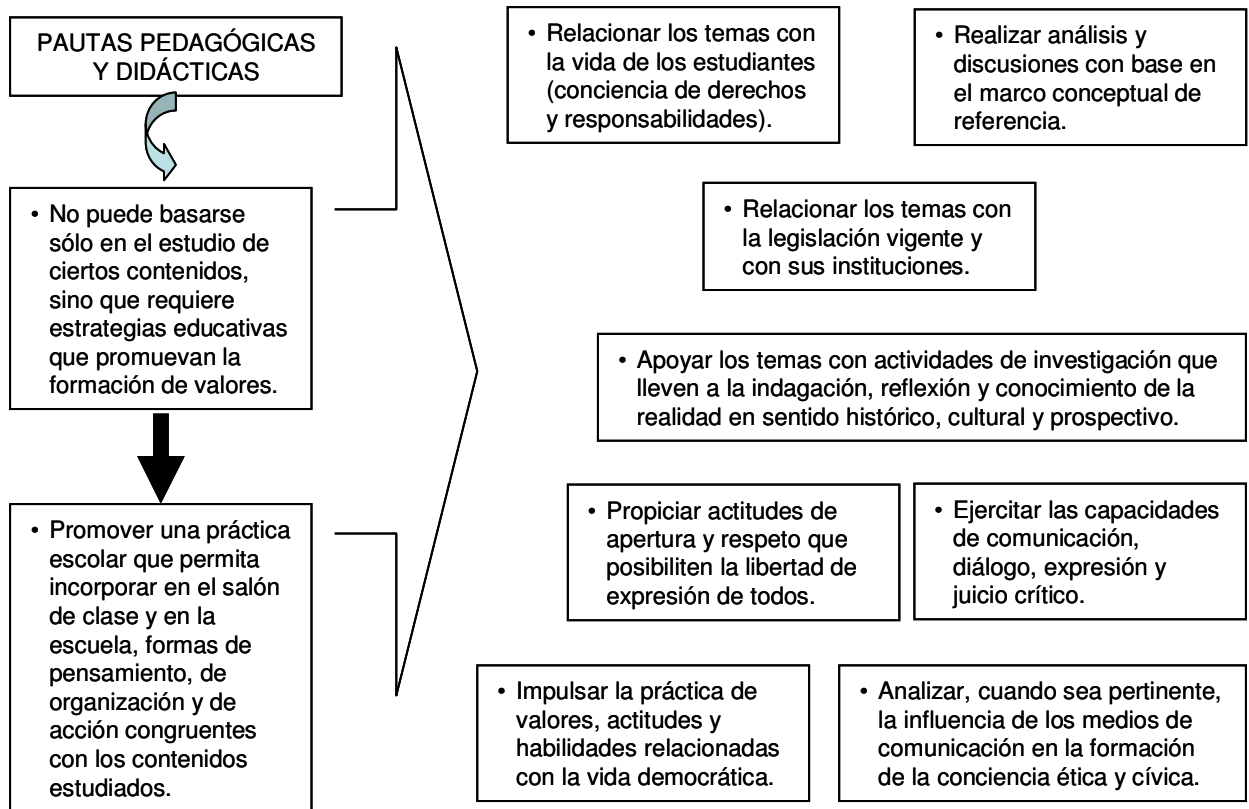 PAUTAS PEDAGÓGICAS
Y DIDÁCTICAS
• No puede basarse
sólo en el estudio de
ciertos contenidos,
sino que requiere
estrategias educativas
que promuevan la
formación de valores.
• Promover una práctica
escolar que permita
incorporar en el salón
de clase y en la
escuela, formas de
pensamiento, de
organización y de
acción congruentes
con los contenidos
estudiados.
• Relacionar los temas con
la vida de los estudiantes
(conciencia de derechos
y responsabilidades).
• Realizar análisis y
discusiones con base en
el marco conceptual de
referencia.
• Relacionar los temas con
la legislación vigente y
con sus instituciones.
• Apoyar los temas con actividades de investigación que
lleven a la indagación, reflexión y conocimiento de la
realidad en sentido histórico, cultural y prospectivo.
• Propiciar actitudes de
apertura y respeto que
posibiliten la libertad de
expresión de todos.
• Ejercitar las capacidades
de comunicación,
diálogo, expresión y
juicio crítico.
• Impulsar la práctica de
valores, actitudes y
habilidades relacionadas
con la vida democrática.
• Analizar, cuando sea pertinente,
la influencia de los medios de
comunicación en la formación
de la conciencia ética y cívica.